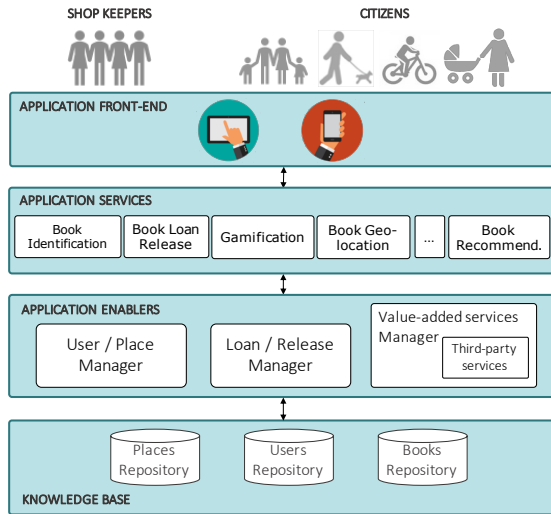 SHOP KEEPERS
CITIZENS
APPLICATION FRONT-END
APPLICATION SERVICES
Book
Identification
Book Loan
Release
Gamification
Book Geo-
location
...
Book
Recommend.
APPLICATION ENABLERS
User / Place
Manager
Loan / Release
Manager
Value-added services
Manager
Third-party
services
Places
Repository
Users
Repository
Books
Repository
KNOWLEDGE BASE